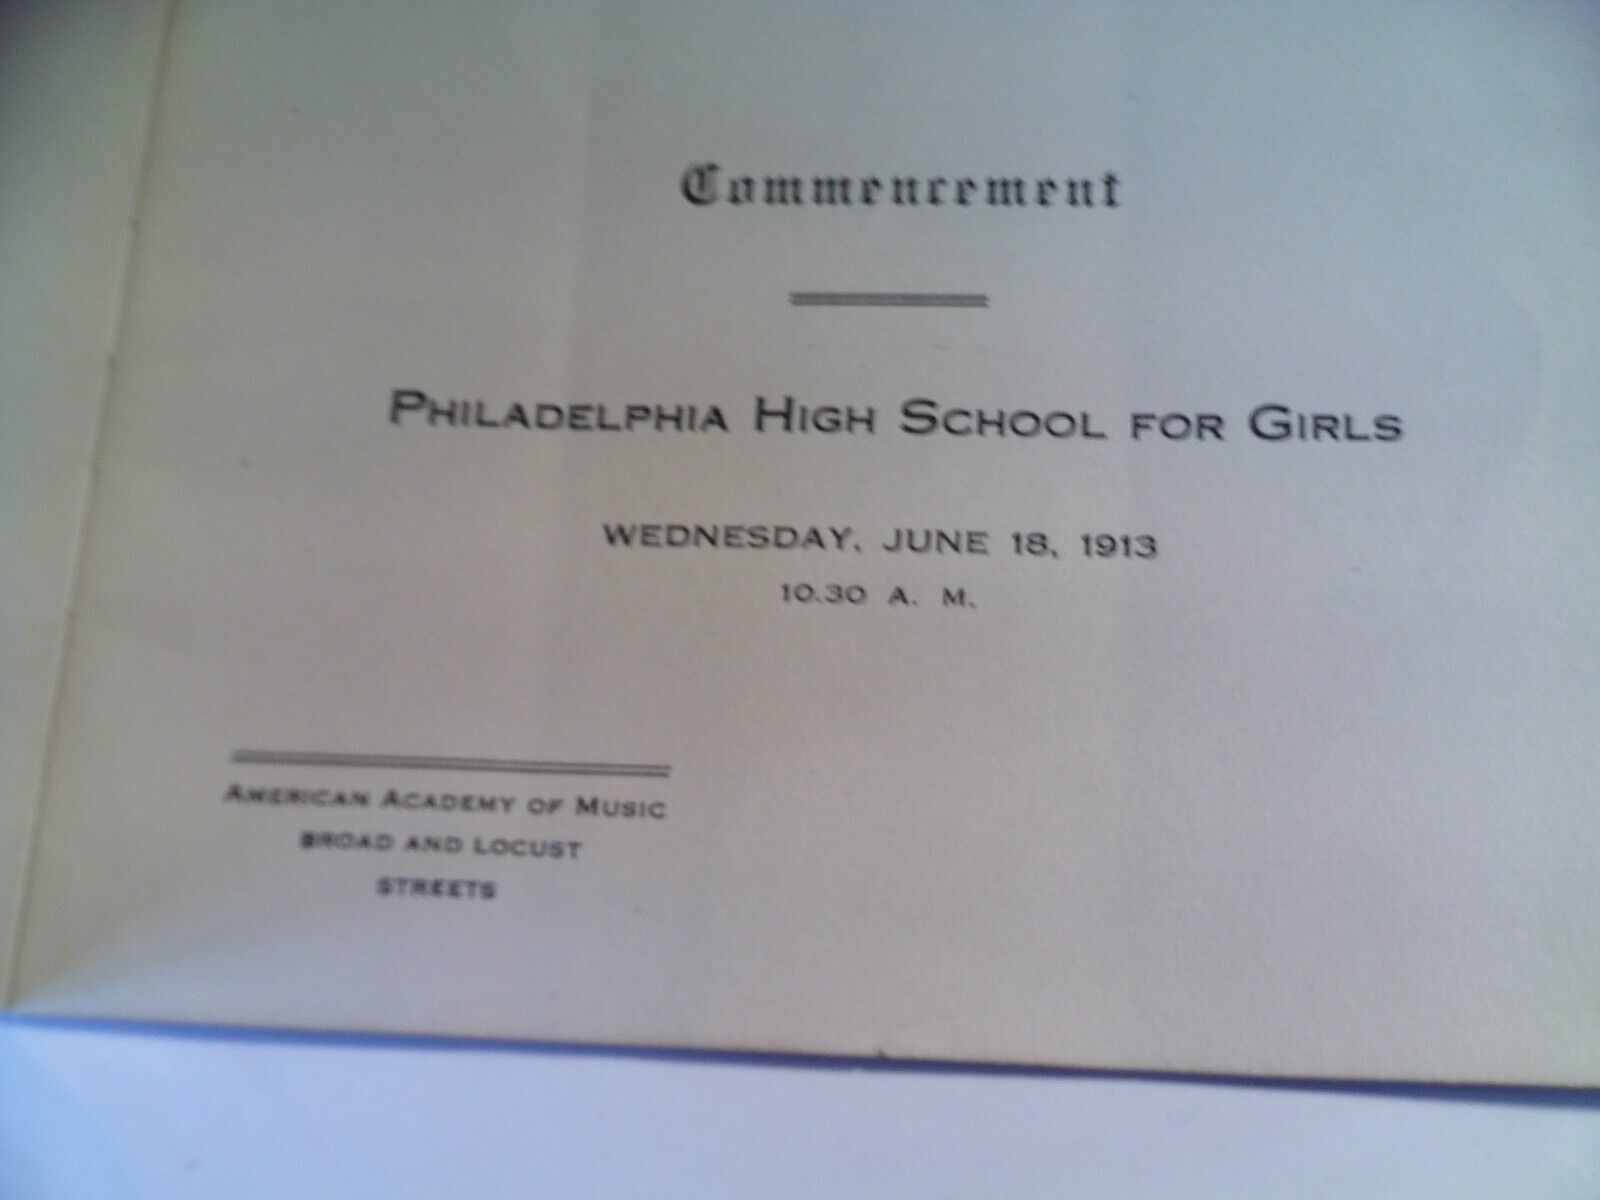 Commencement
Philadelphia High School for Girls
WEDNESDAY, JUNE 18, 1913
10.30 A. M.
American Academy of Music
BROAD AND LOCUST
STREETS